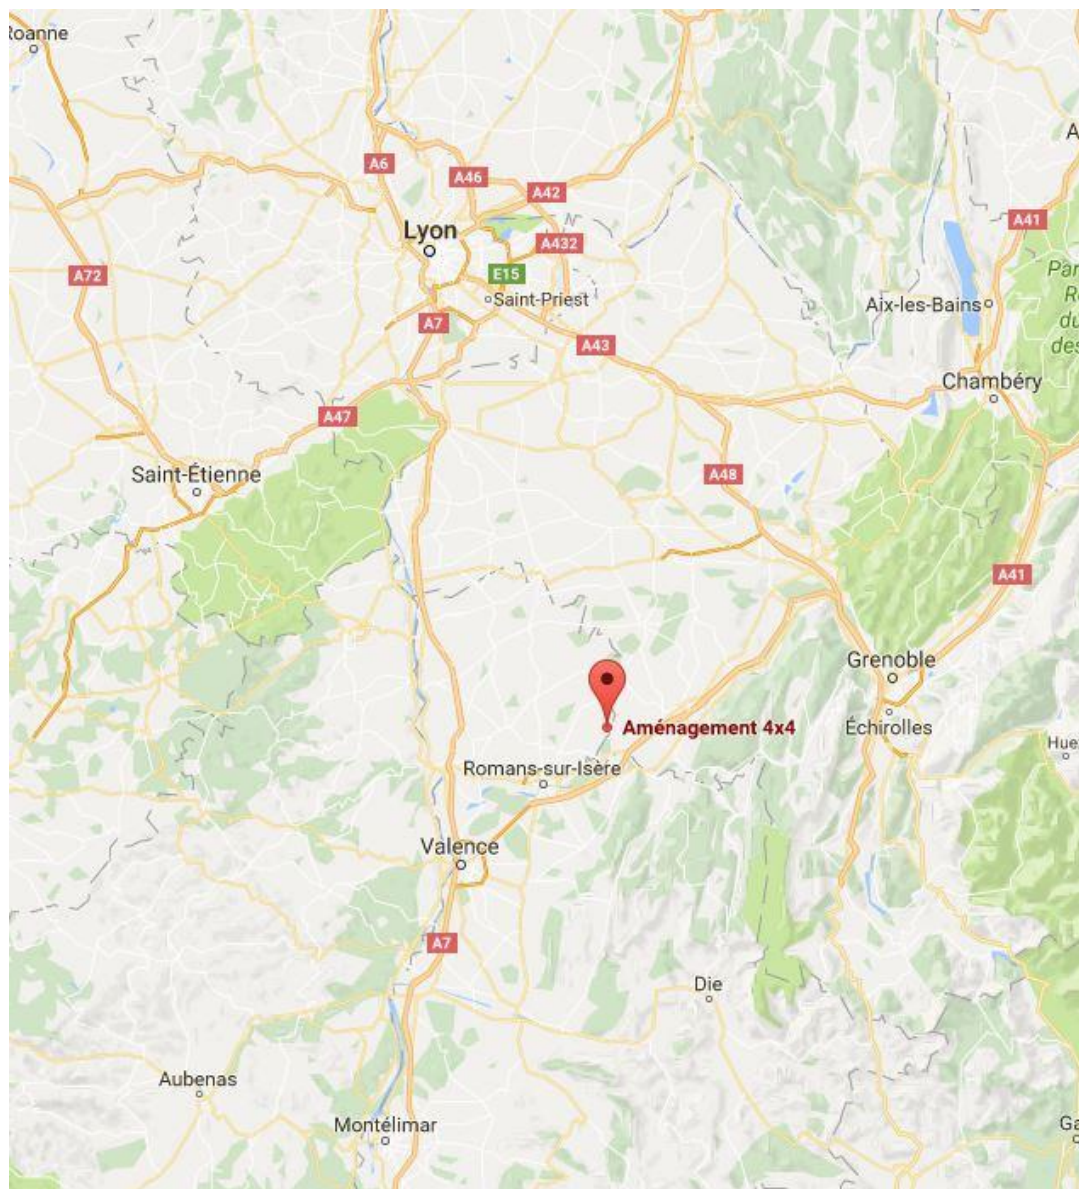 Roanne
A6
A46
A42
A41
Lyon
A432
A72
E15
Saint-Priest
Aix-les-Bains
A7
A43
Chambéry
A47
Saint-Étienne
A48
A41
Grenoble
Aménagement 4x4
Échirolles
Romans-sur-Isère
Valence
A7
Die
Aubenas
Montélimar